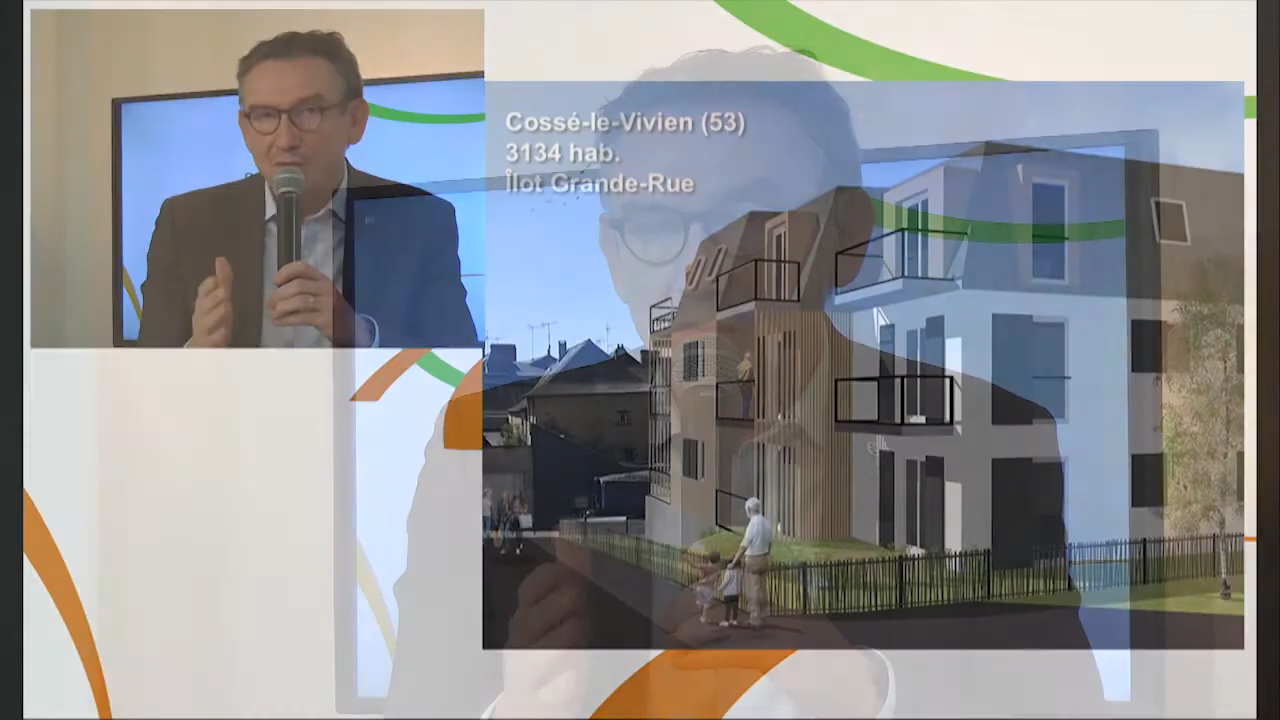 Cossé-le-Vivien (53)
3134 hab.
Îlot Grande-Rue